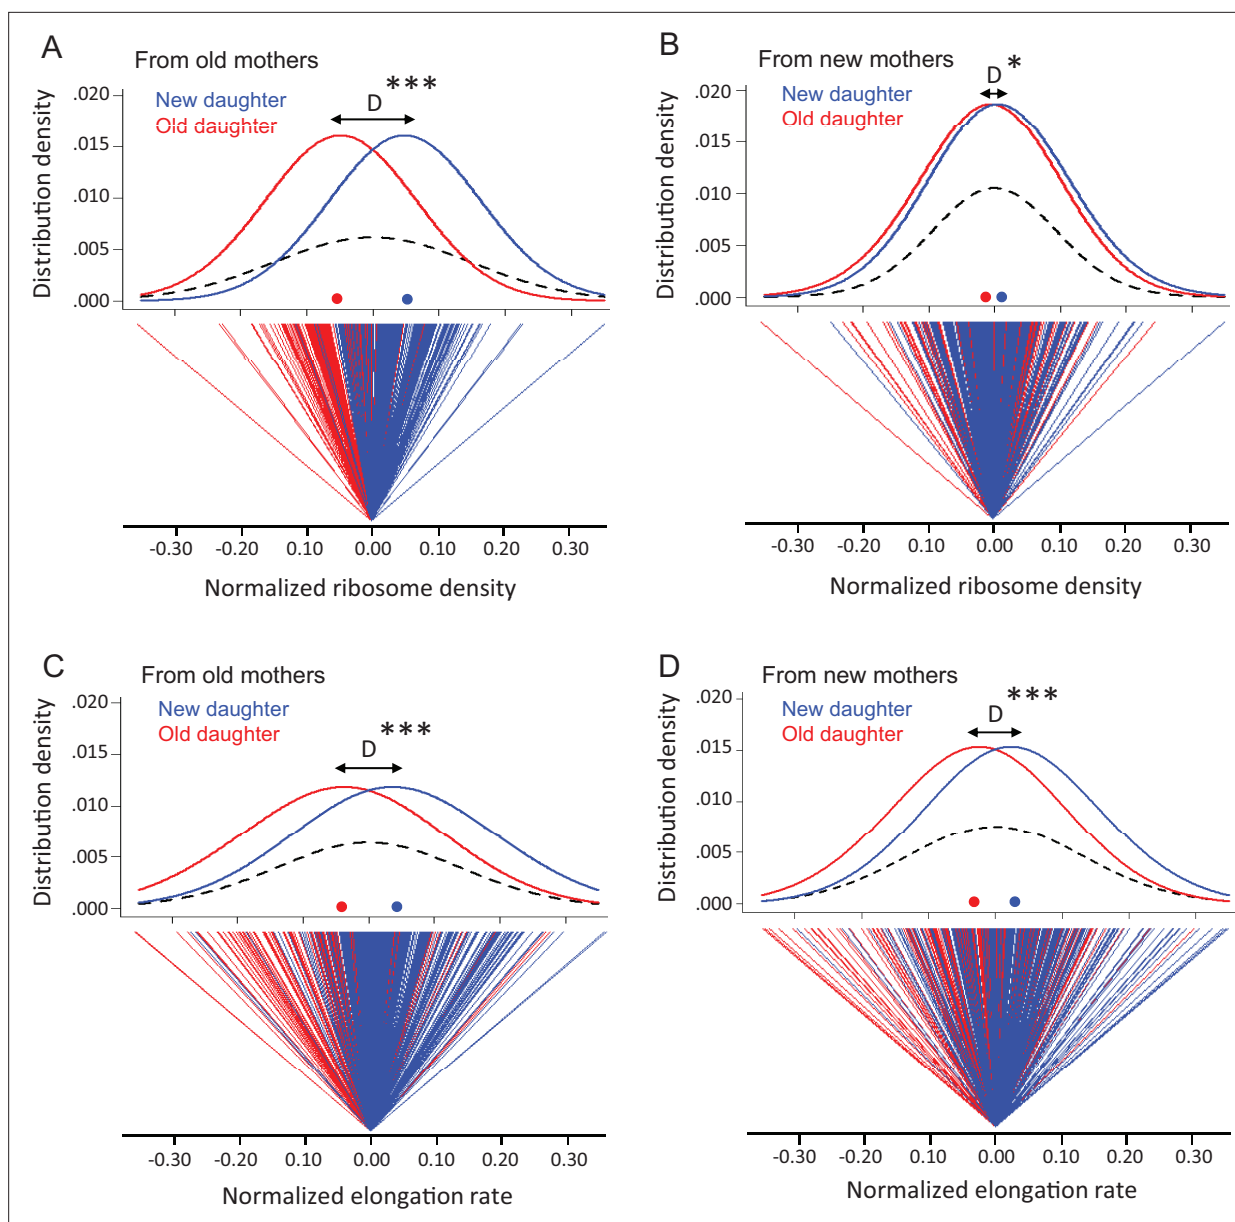 A
From old mothers
New daughter
Old daughter
D ***
Distribution density
.020
.015
.010
.005
.000
-0.30 -0.20 0.10 0.00 0.10 0.20 0.30
Normalized ribosome density
B
From new mothers
New daughter
Old daughter
D *
Distribution density
.020
.015
.010
.005
.000
-0.30 -0.20 0.10 0.00 0.10 0.20 0.30
Normalized ribosome density
C
From old mothers
New daughter
Old daughter
D ***
Distribution density
.020
.015
.010
.005
.000
-0.30 -0.20 0.10 0.00 0.10 0.20 0.30
Normalized elongation rate
D
From new mothers
New daughter
Old daughter
D ***
Distribution density
.020
.015
.010
.005
.000
-0.30 -0.20 0.10 0.00 0.10 0.20 0.30
Normalized elongation rate